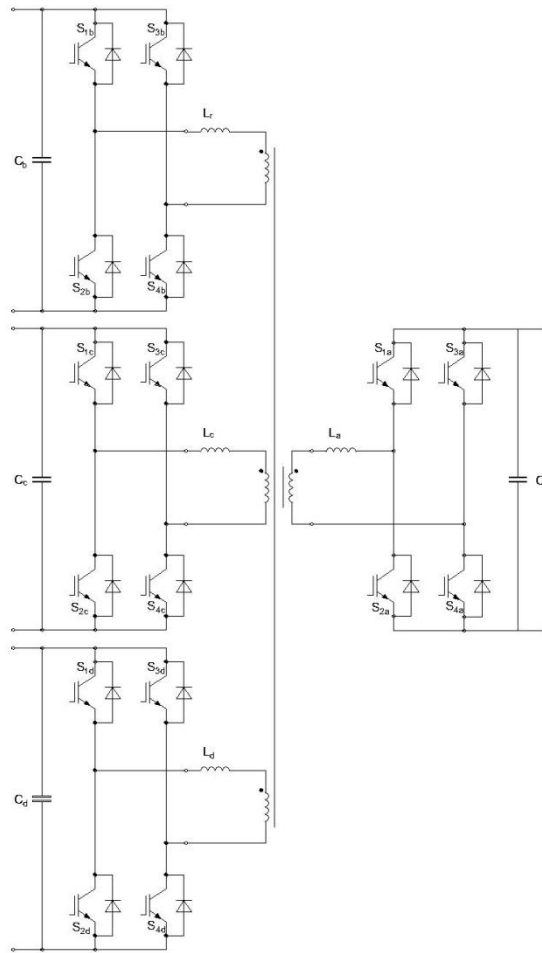 S1b
S3b
Lr
Cb
S2b
S4b
S1c
S3c
S1a
S3a
Lc
La
Cc
C
S2c
S4c
S2a
S4a
S1d
S3d
Ld
Cd
S2d
S4d